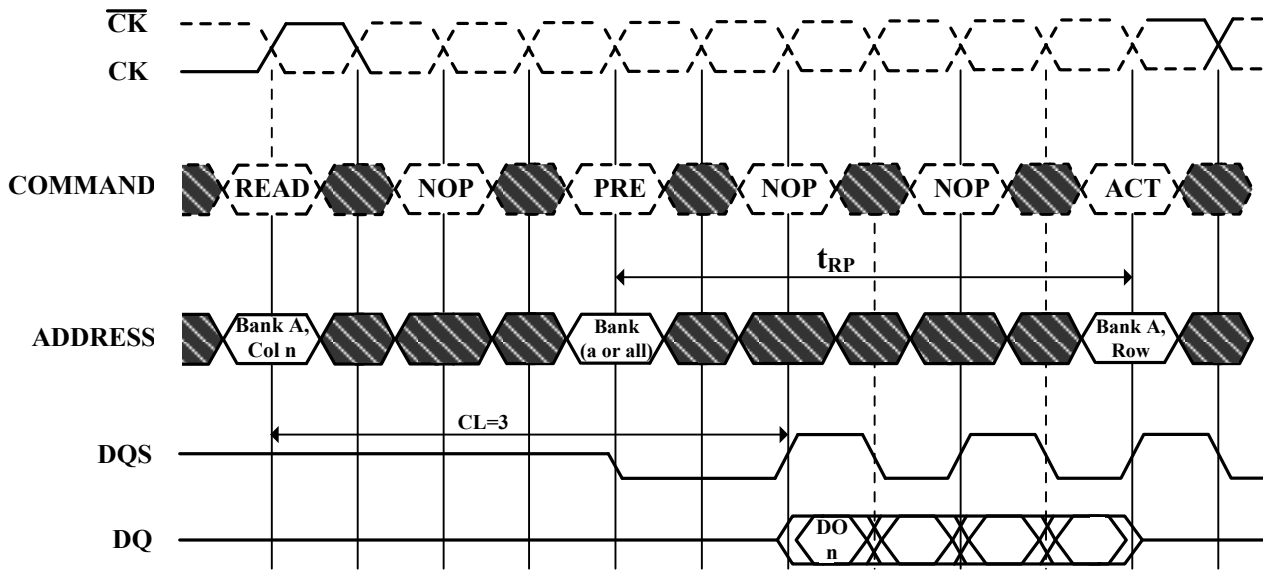 CK
CK
COMMAND
READ
NOP
PRE
NOP
NOP
ACT
tRP
ADDRESS
Bank A,
Col n
Bank
(a or all)
Bank A,
Row
CL=3
DQS
DQ
DO
n